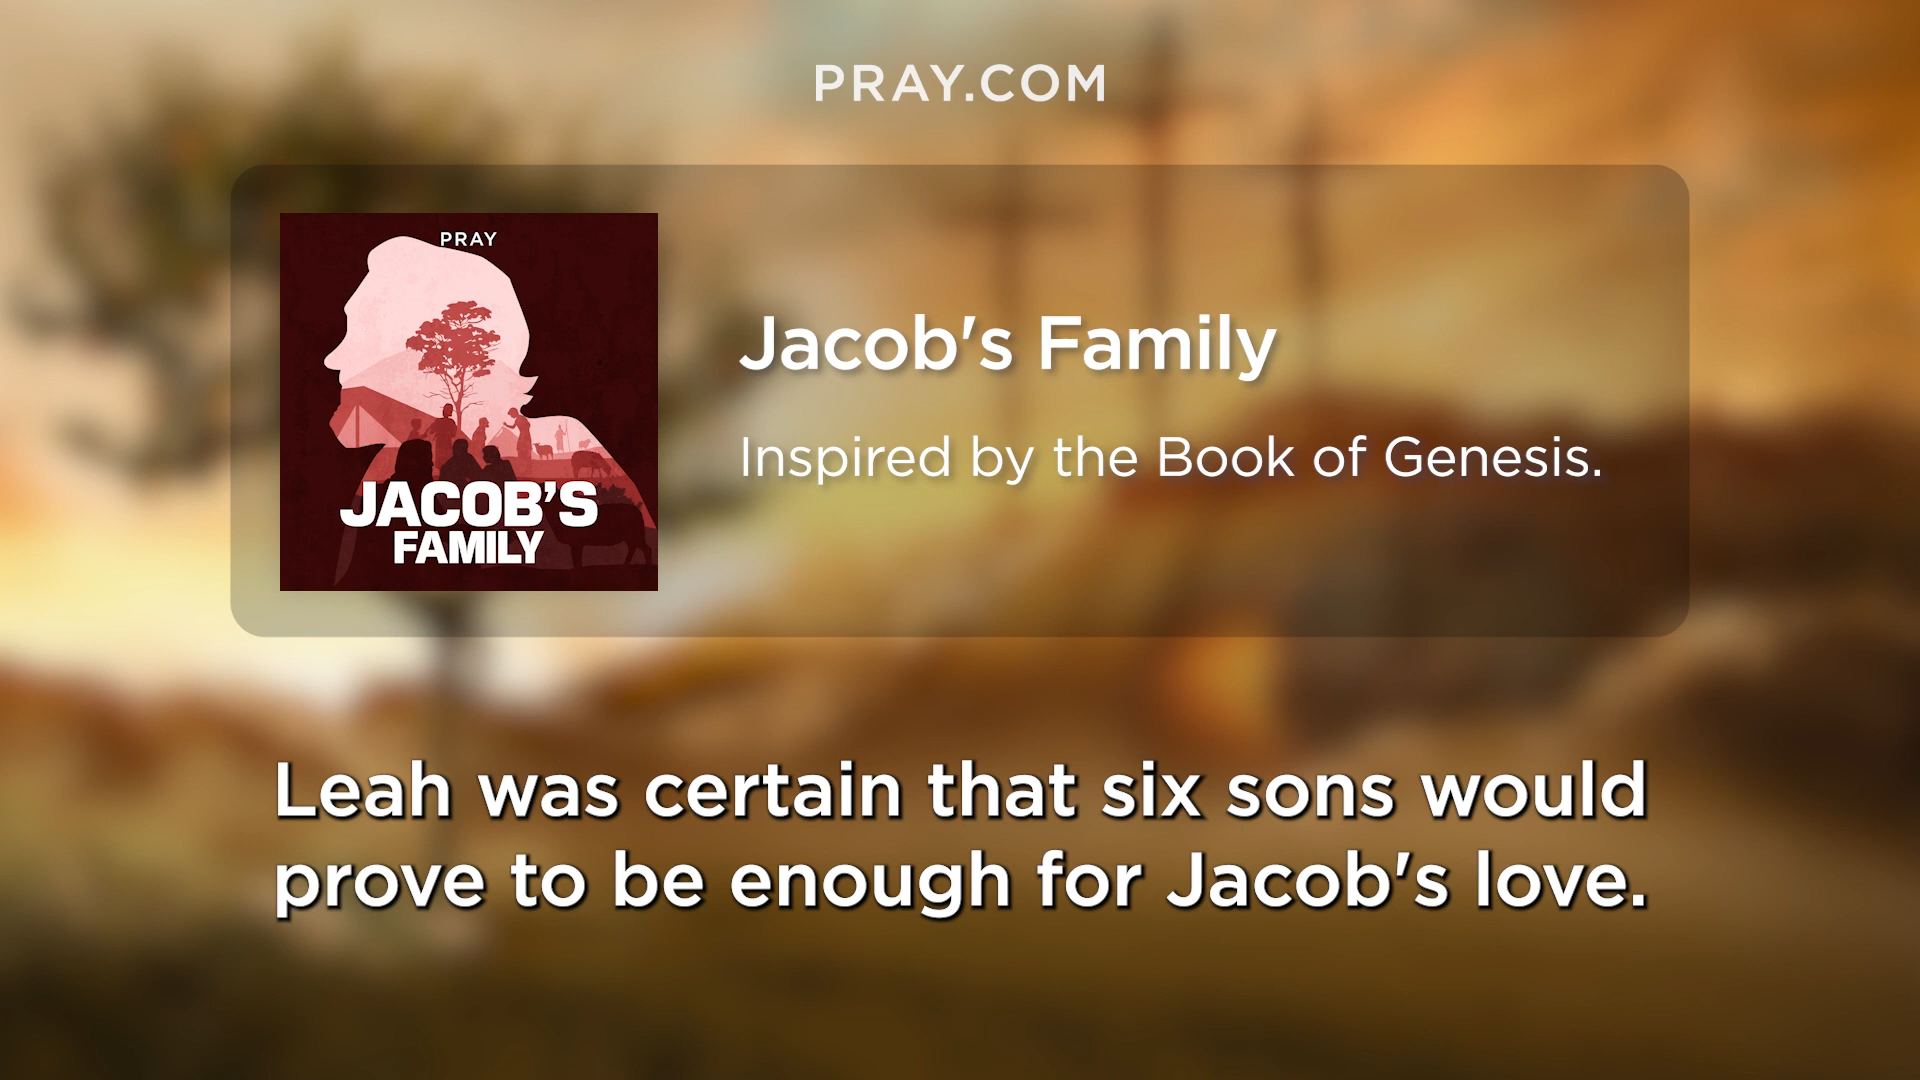 PRAY.COM
PRAY
JACOB'S
FAMILY
Jacob's Family
Inspired by the Book of Genesis.
Leah was certain that six sons would
prove to be enough for Jacob's love.